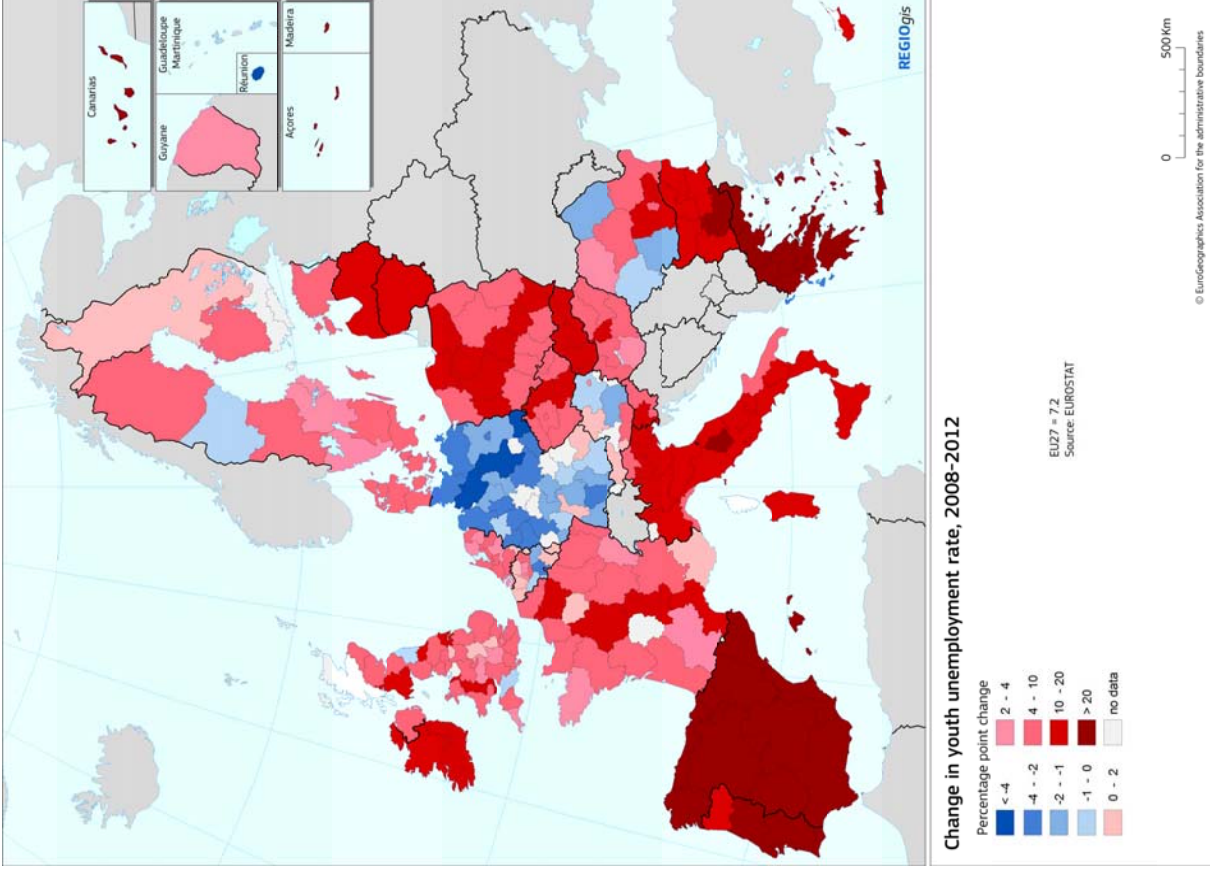 Canarias
Guyane
Guadeloupe
Martinique
Réunion
Açores
Madeira
REGIOgis
Change in youth unemployment rate, 2008-2012
Percentage point change
< -4
-4 - -2
-2 - -1
-1 - 0
0 - 2
2 - 4
4 - 10
10 - 20
> 20
no data
EU27 = 7.2
Source: EUROSTAT
0 500 Km
© EuroGeographics Association for the administrative boundaries